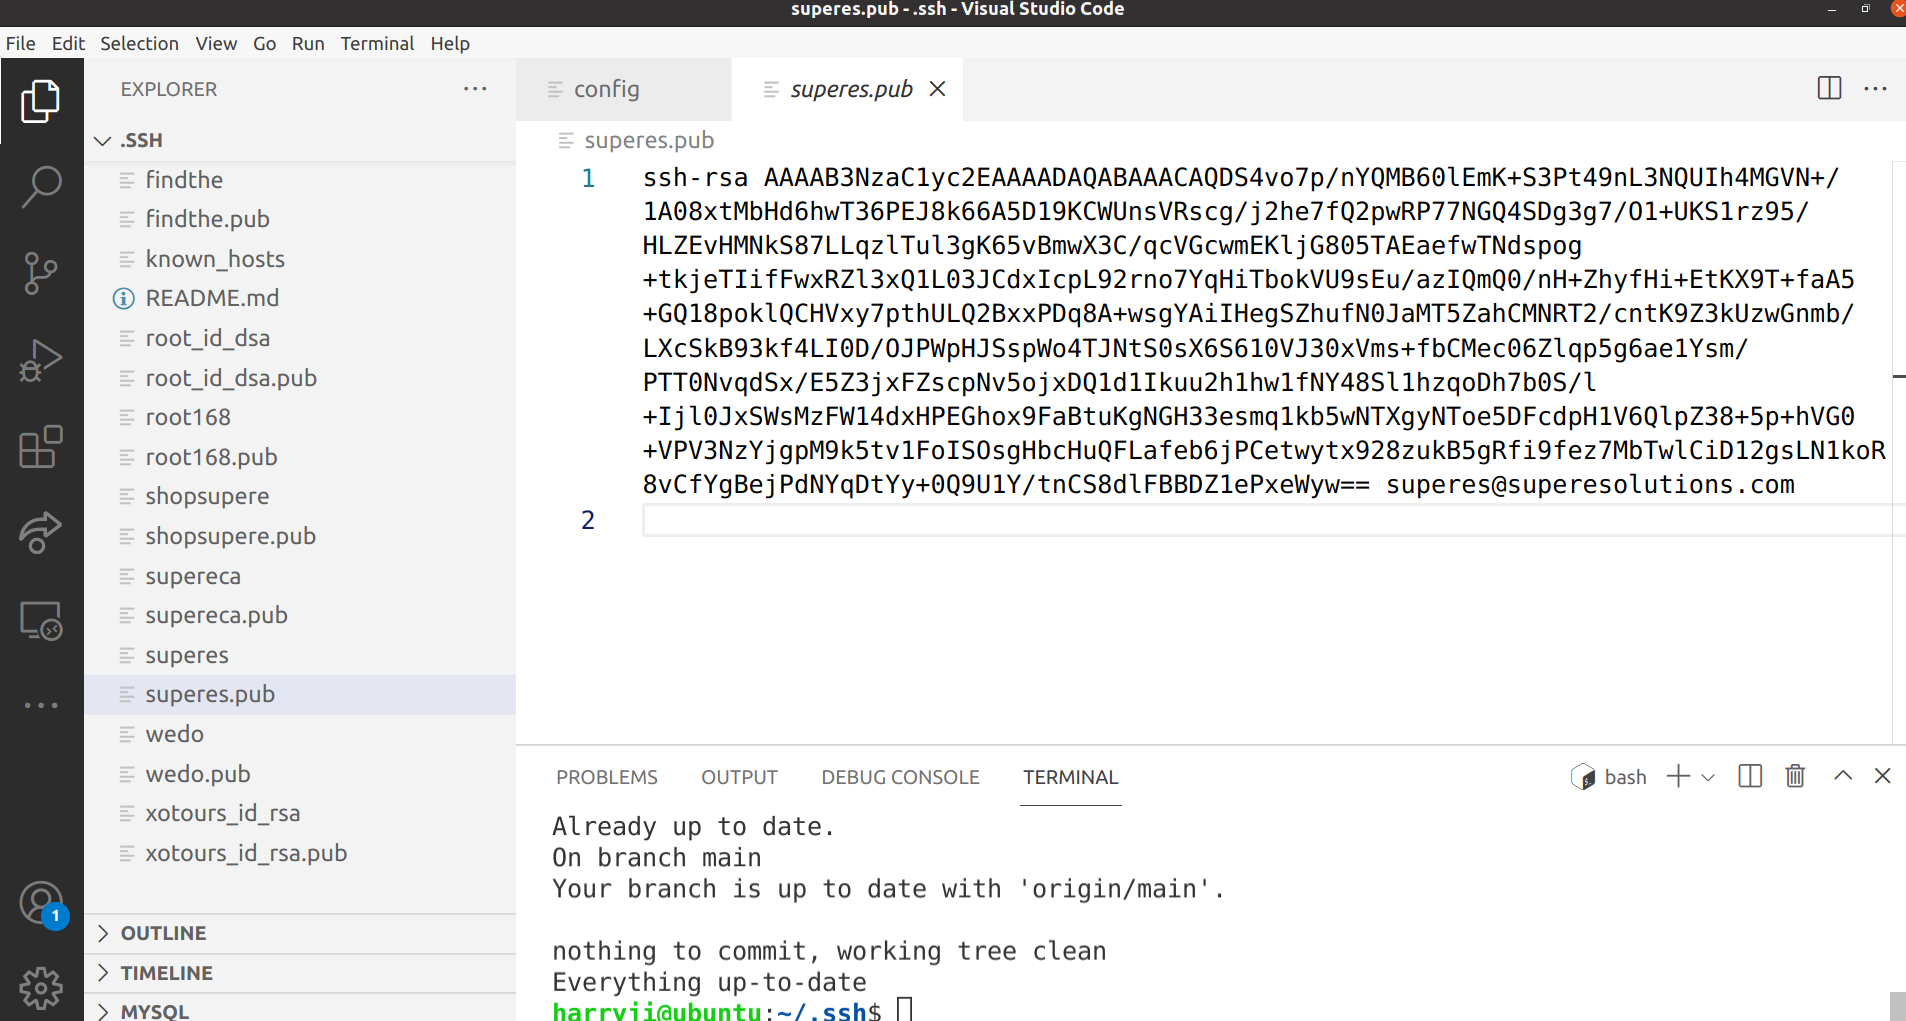 superes.pub - .ssh - Visual Studio Code
File Edit Selection View Go Run Terminal Help
EXPLORER
.SSH
findthe
findthe.pub
known_hosts
README.md
root_id_dsa
root_id_dsa.pub
root168
root168.pub
shopsupere
shopsupere.pub
supereca
supereca.pub
superes
superes.pub
wedo
wedo.pub
xotours_id_rsa
xotours_id_rsa.pub
OUTLINE
TIMELINE
MYSQL
1
config
superes.pub
superes.pub
1 ssh-rsa AAAAB3NzaC1yc2EAAAADAQABAAACAQDS4vo7p/nYQMB60lEmK+S3Pt49nL3NQUIh4MGVN+/
1A08xtMbHd6hwT36PEJ8k66A5D19KCWUnsVRscg/j2he7fQ2pwRP77NGQ4SDg3g7/O1+UKS1rz95/
HLZEvHMNkS87LLqzlTul3gK65vBmwX3C/qcVGcwmEKljG805TAEaefwTNdspog
+tkjeTIifFwxRZl3xQ1L03JCdxIcpL92rno7YqHiTbokVU9sEu/azIQmQ0/nH+ZhyfHi+EtKX9T+faA5
+GQ18poklQCHVxy7pthULQ2BxxPDq8A+wsgYAiIHegSZhufN0JaMT5ZahCMNRT2/cntK9Z3kUzwGnmb/
LXcSkB93kf4LI0D/OJPWpHJSspWo4TJNtS0sX6S610VJ30xVms+fbCMec06Zlqp5g6ae1Ysm/
PTT0NvqdSx/E5Z3jxFZscpNv5ojxDQ1d1Ikuu2h1hw1fNY48Sl1hzqoDh7b0S/l
+Ijl0JxSWsMzFW14dxHPEGhox9FaBtuKgNGH33esmq1kb5wNTXgyNToe5DFcdpH1V6QlpZ38+5p+hVG0
+VPV3NzYjgpM9k5tv1FoISOsgHbcHuQFLafeb6jPCetwytx928zukB5gRfi9fez7MbTwlCiD12gsLN1koR
8vCfYgBejPdNYqDtYy+0Q9U1Y/tnCS8dlFBBDZ1ePxeWyw== superes@superesolutions.com
2
PROBLEMS OUTPUT DEBUG CONSOLE TERMINAL bash
Already up to date.
On branch main
Your branch is up to date with 'origin/main'.
nothing to commit, working tree clean
Everything up-to-date
harryji@ubuntu:~/.ssh$